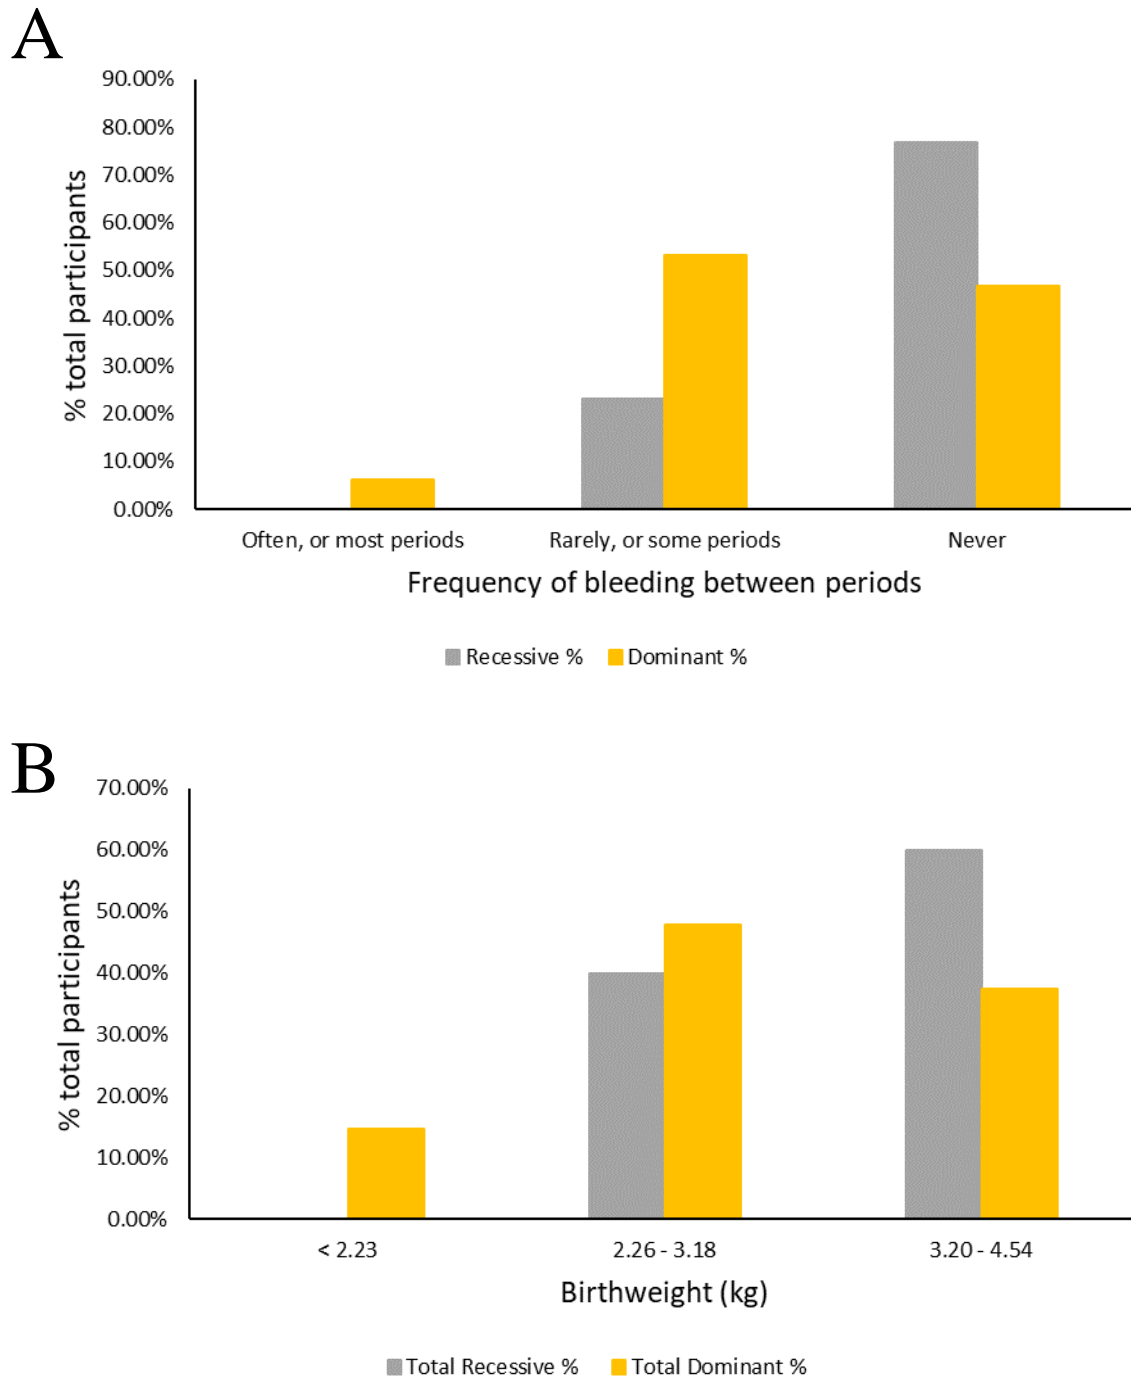 A
90.00%
80.00%
70.00%
60.00%
50.00%
40.00%
30.00%
20.00%
10.00%
0.00%
% total participants
Often, or most periods Rarely, or some periods Never
Frequency of bleeding between periods
Recessive % Dominant %
B
70.00%
60.00%
50.00%
40.00%
30.00%
20.00%
10.00%
0.00%
% total participants
< 2.23 2.26 - 3.18 3.20 - 4.54
Birthweight (kg)
Total Recessive % Total Dominant %